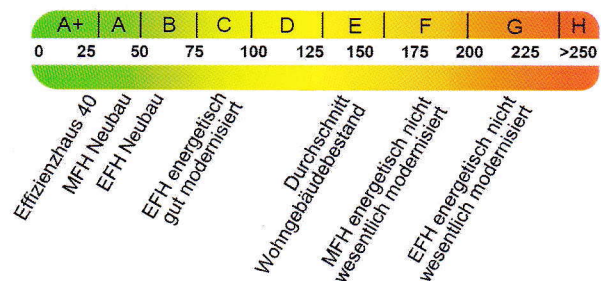 A+ A B C D E F G H
0 25 50 75 100 125 150 175 200 225 >250
Effizienzhaus 40
MFH Neubau
EFH Neubau
EFH energetisch
gut modernisiert
Durchschnitt
Wohngebäudebestand
MFH energetisch nicht
wesentlich modernisiert
EFH energetisch nicht
wesentlich modernisiert